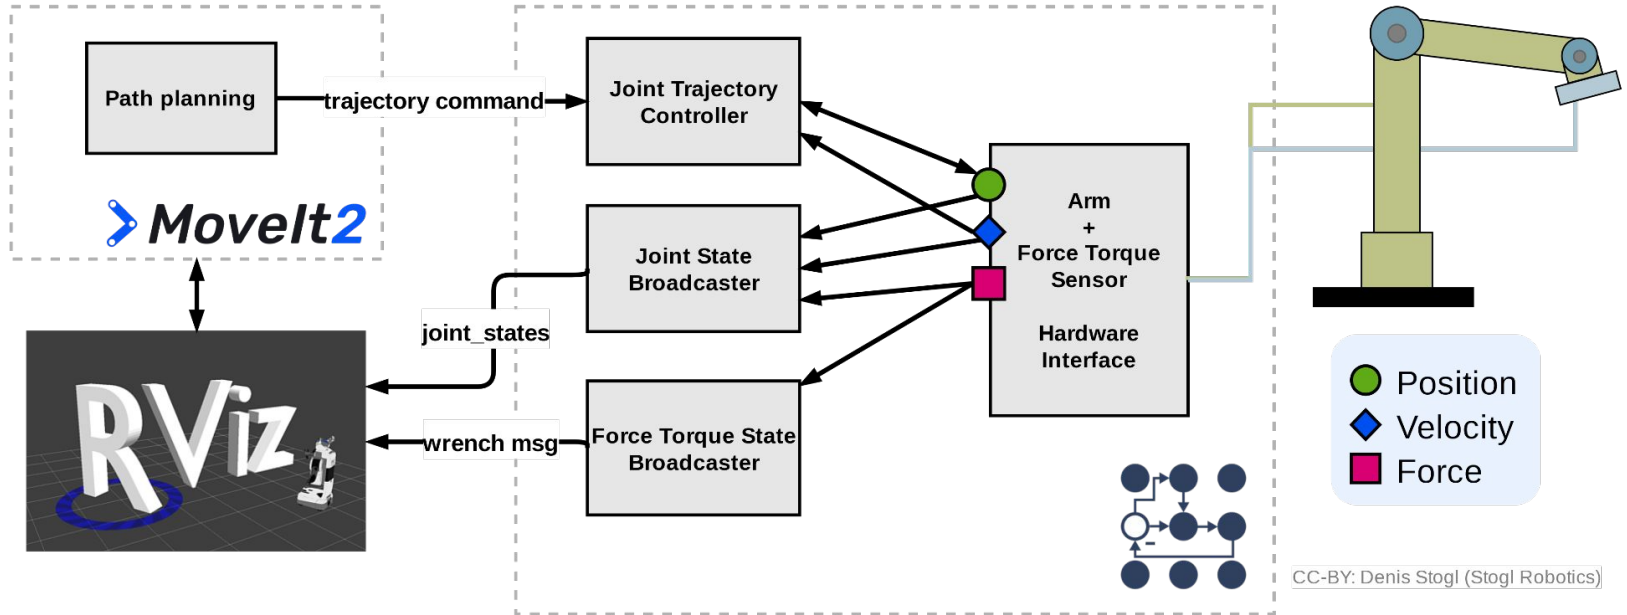 Path planning
trajectory command
MoveIt2
Joint Trajectory
Controller
Joint State
Broadcaster
joint_states
RViz
wrench msg
Force Torque State
Broadcaster
Arm
+
Force Torque
Sensor
Hardware
Interface
Position
Velocity
Force
CC-BY: Denis Stogl (Stogl Robotics)